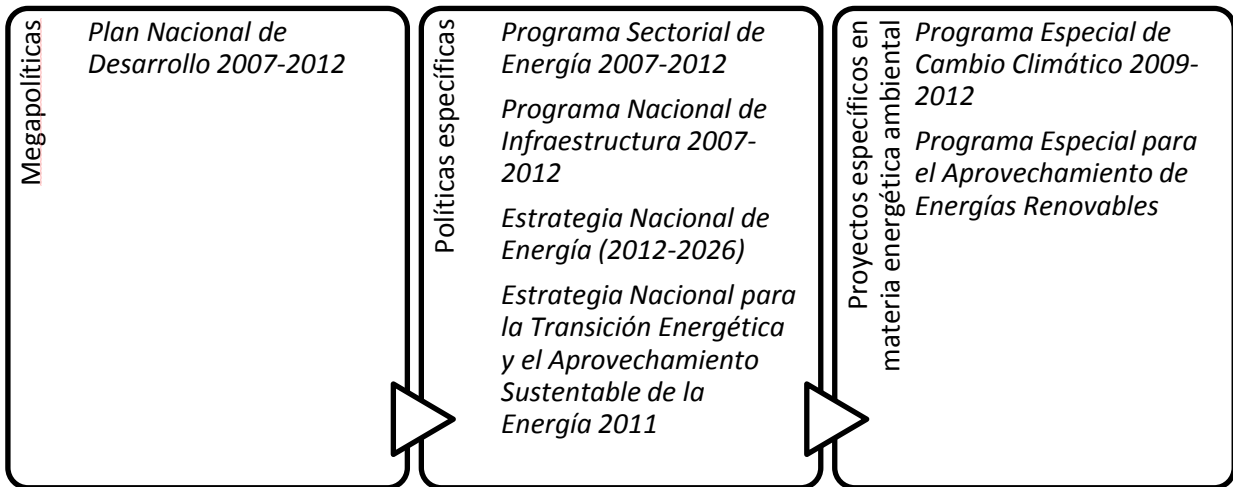 Megapolíticas
Plan Nacional de
Desarrollo 2007-2012
Políticas específicas
Programa Sectorial de
Energía 2007-2012
Programa Nacional de
Infraestructura 2007-
2012
Estrategia Nacional de
Energía (2012-2026)
Estrategia Nacional para
la Transición Energética
y el Aprovechamiento
Sustentable de la
Energía 2011
Proyectos específicos en
materia energética ambiental
Programa Especial de
Cambio Climático 2009-
2012
Programa Especial para
el Aprovechamiento de
Energías Renovables